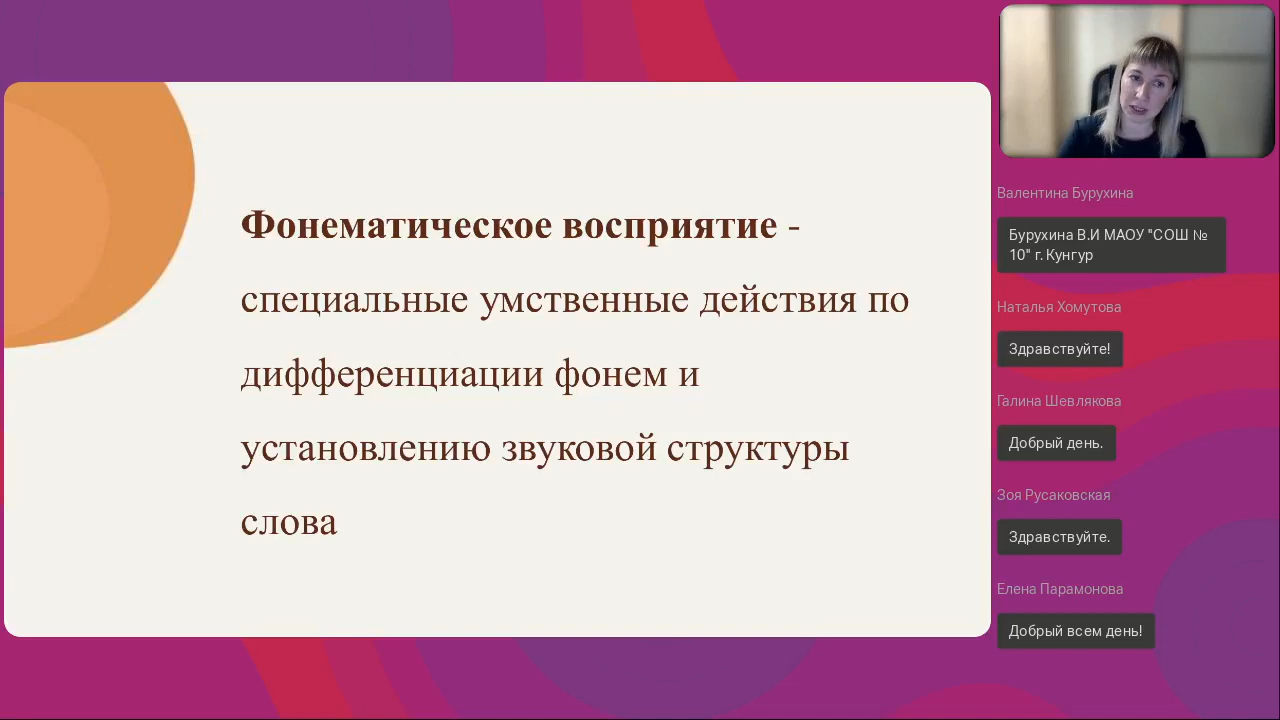 Фонематическое восприятие -
специальные умственные действия по
дифференциации фонем и
установлению звуковой структуры
слова
Валентина Бурухина
Бурухина В.И МАОУ "СОШ №
10" г. Кунгур
Наталья Хомутова
Здравствуйте!
Галина Шевлякова
Добрый день.
Зоя Русаковская
Здравствуйте.
Елена Парамонова
Добрый всем день!